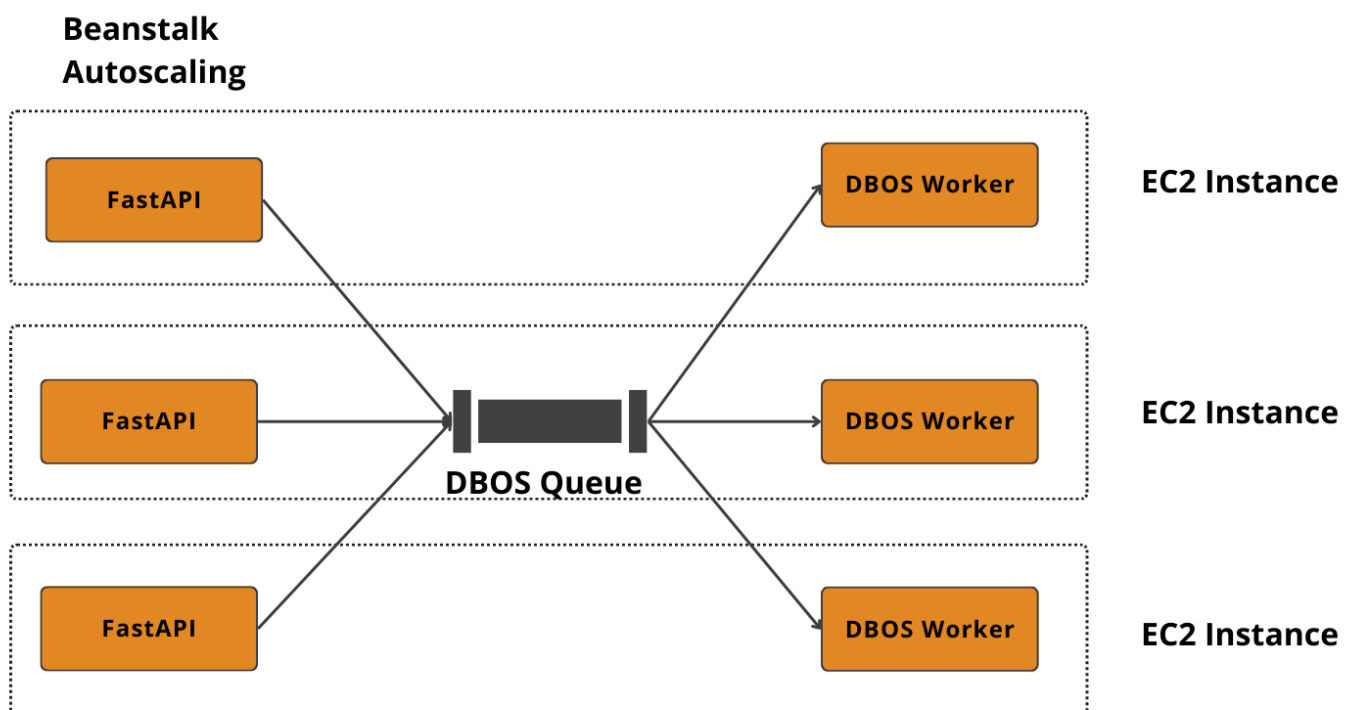 Beanstalk
Autoscaling
FastAPI
DBOS Worker
EC2 Instance
FastAPI
DBOS Queue
DBOS Worker
EC2 Instance
FastAPI
DBOS Worker
EC2 Instance